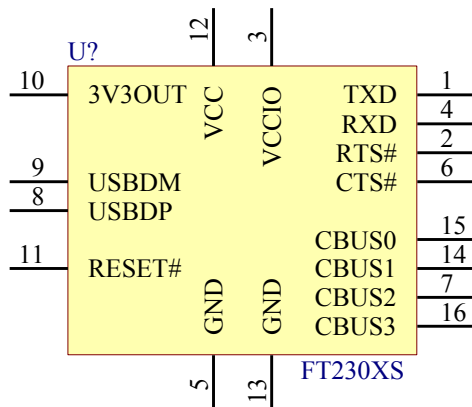 12 3
U?
10 3V3OUT VCC VCCIO TXD 1
RXD 4
RTS# 2
9 USBDM CTS# 6
8 USBDP
CBUS0 15
11 RESET# CBUS1 14
GND GND CBUS2 7
CBUS3 16
5 13 FT230XS